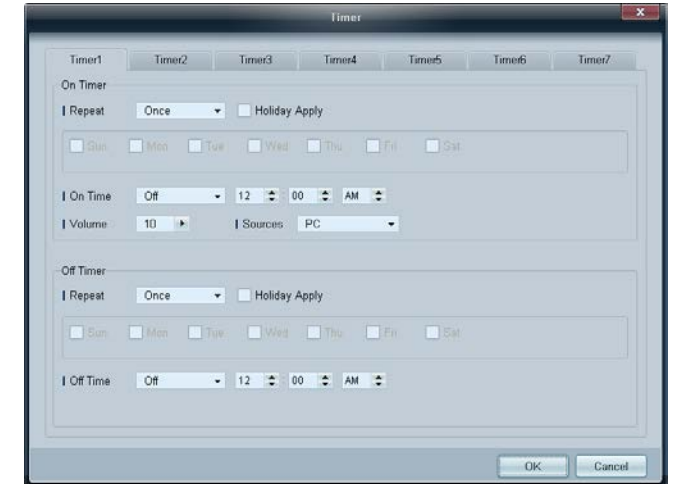 Timer
Timer1 Timer2 Timer3 Timer4 Timer5 Timer6 Timer7
On Timer
Repeat Once Holiday Apply
Sun Mon Tue Wed Thu Fri Sat
On Time Off 12 : 00 AM
Volume 10 Sources PC
Off Timer
Repeat Once Holiday Apply
Sun Mon Tue Wed Thu Fri Sat
Off Time Off 12 : 00 AM
OK Cancel